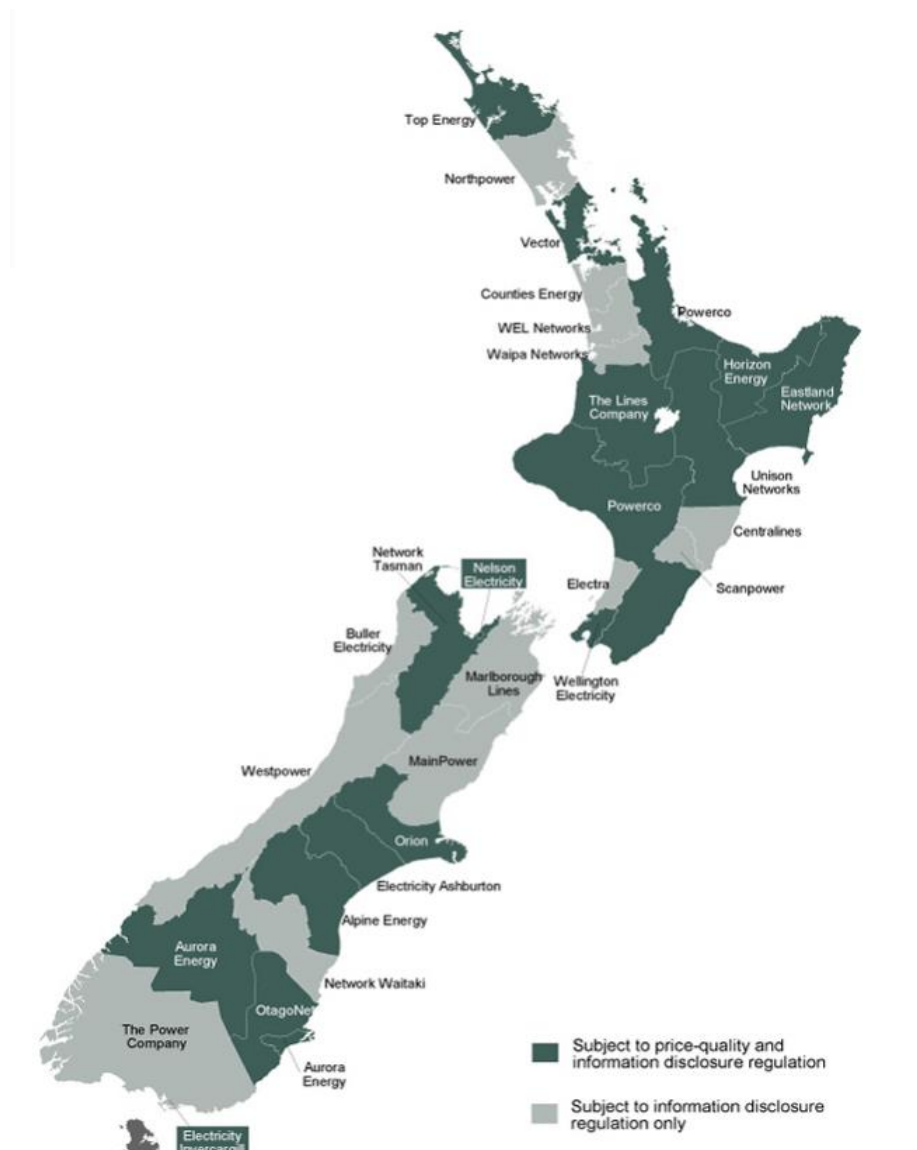 Top Energy
Northpower
Vector
Counties Energy
WEL Networks
Waipa Networks
Powerco
Horizon
Energy
Eastland
Network
The Lines
Company
Unison
Networks
Powerco
Centralines
Scanpower
Electra
Wellington
Electricity
Network
Tasman
Nelson
Electricity
Buller
Electricity
Marlborough
Lines
Westpower
MainPower
Orion
Electricity Ashburton
Alpine Energy
Aurora
Energy
Network Waitaki
OtagoNet
The Power
Company
Aurora
Energy
Electricity
Invercargill
Subject to price-quality and
information disclosure regulation
Subject to information disclosure
regulation only